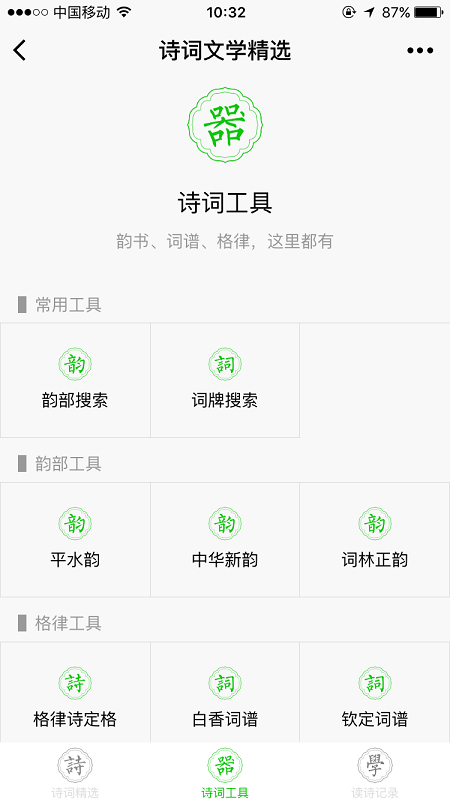 中国移动 10:32 87%
诗词文学精选
器
诗词工具
韵书、词谱、格律，这里都有
常用工具
韵 詞
韵部搜索 词牌搜索
韵部工具
韵 韵 韵
平水韵 中华新韵 词林正韵
格律工具
詩 詞 詞
格律诗定格 白香词谱 钦定词谱
詩 器 學
诗词精选 诗词工具 读诗记录